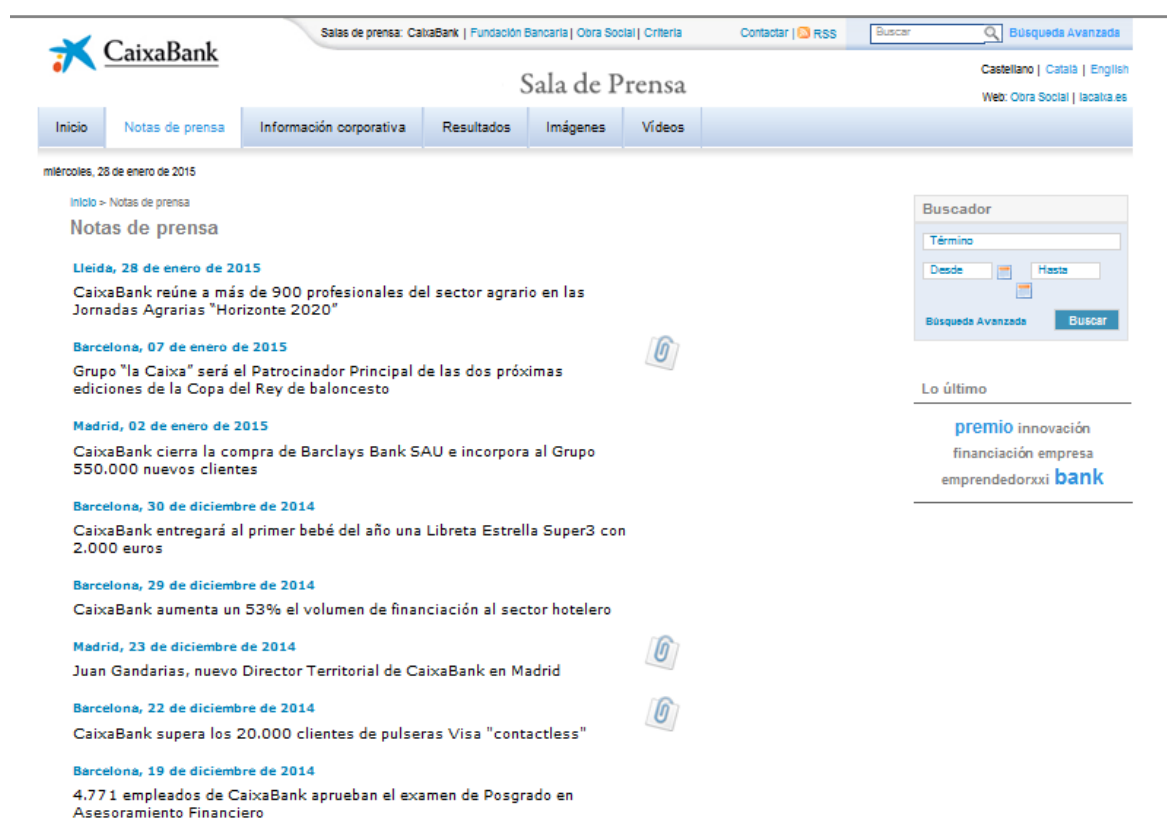 CaixaBank
Salas de prensa: CaixaBank | Fundación Bancaria | Obra Social | Criteria
Contactar | RSS
Buscar
Búsqueda Avanzada
Castellano | Català | English
Sala de Prensa
Web: Obra Social | lacaixa.es
Inicio
Notas de prensa
Información corporativa
Resultados
Imágenes
Vídeos
miércoles, 28 de enero de 2015
Inicio > Notas de prensa
Notas de prensa
Lleida, 28 de enero de 2015
CaixaBank reúne a más de 900 profesionales del sector agrario en las
Jornadas Agrarias "Horizonte 2020"
Barcelona, 07 de enero de 2015
Grupo "la Caixa" será el Patrocinador Principal de las dos próximas
ediciones de la Copa del Rey de baloncesto
Madrid, 02 de enero de 2015
CaixaBank cierra la compra de Barclays Bank SAU e incorpora al Grupo
550.000 nuevos clientes
Barcelona, 30 de diciembre de 2014
CaixaBank entregará al primer bebé del año una Libreta Estrella Super3 con
2.000 euros
Barcelona, 29 de diciembre de 2014
CaixaBank aumenta un 53% el volumen de financiación al sector hotelero
Madrid, 23 de diciembre de 2014
Juan Gandarias, nuevo Director Territorial de CaixaBank en Madrid
Barcelona, 22 de diciembre de 2014
CaixaBank supera los 20.000 clientes de pulseras Visa "contactless"
Barcelona, 19 de diciembre de 2014
4.771 empleados de CaixaBank aprueban el examen de Posgrado en
Asesoramiento Financiero
Buscador
Término
Desde
Hasta
Búsqueda Avanzada
Buscar
Lo último
premio innovación
financiación empresa
emprendedorxxi bank